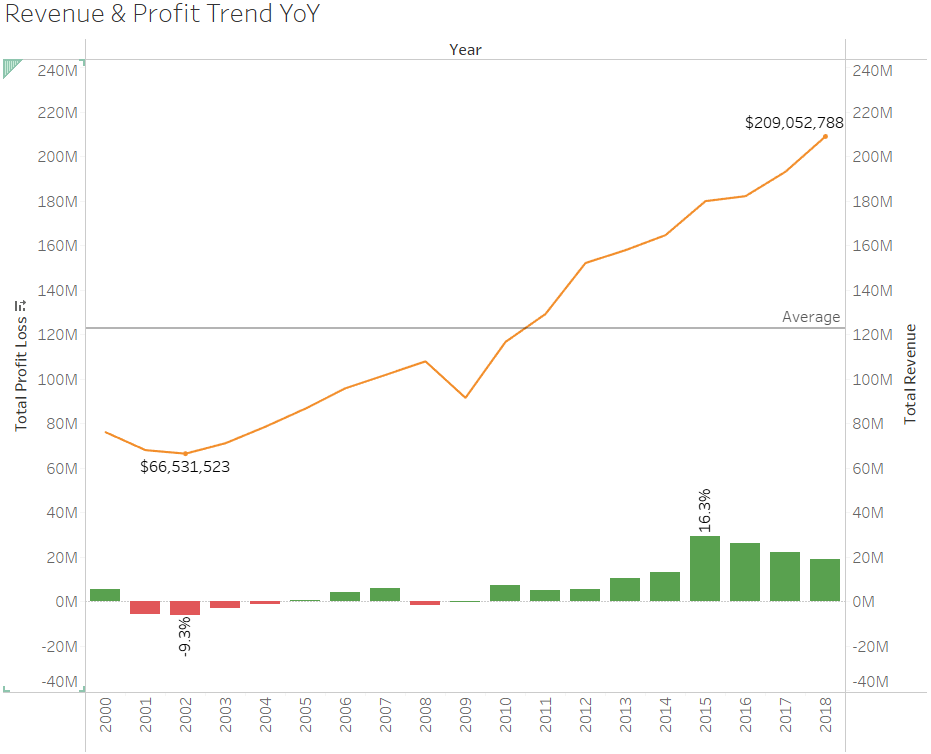 Revenue & Profit Trend YoY
Year
240M
220M
200M
180M
160M
140M
120M
100M
80M
60M
40M
20M
0M
-20M
-40M
Total Profit Loss
$209,052,788
Average
$66,531,523
16.3%
-9.3%
240M
220M
200M
180M
160M
140M
120M
100M
80M
60M
40M
20M
0M
-20M
-40M
Total Revenue
2000
2001
2002
2003
2004
2005
2006
2007
2008
2009
2010
2011
2012
2013
2014
2015
2016
2017
2018